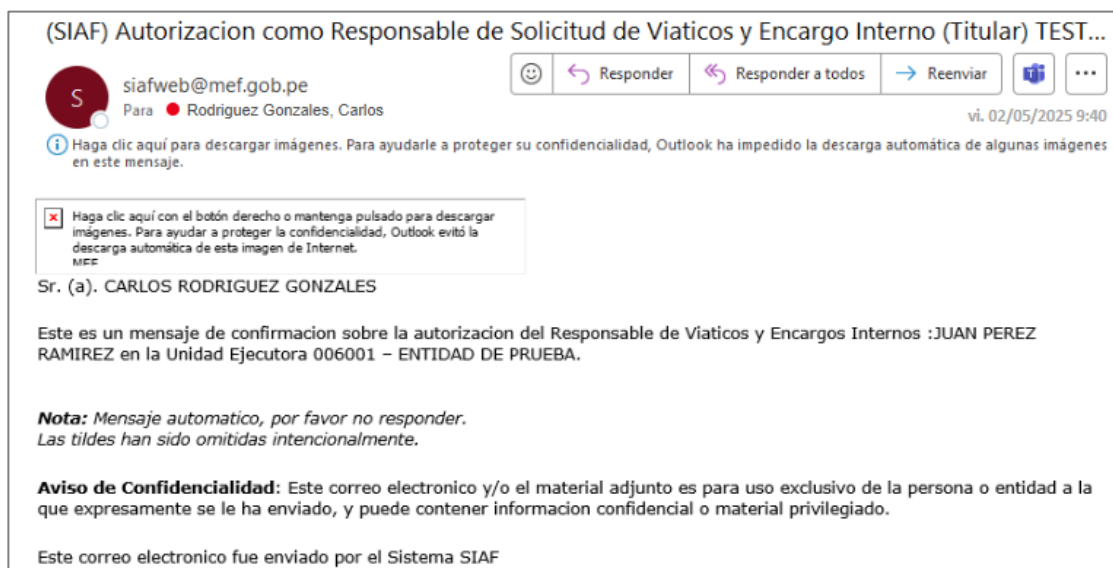 (SIAF) Autorizacion como Responsable de Solicitud de Viaticos y Encargo Interno (Titular) TEST...
S
siafweb@mef.gob.pe
Para Rodriguez Gonzales, Carlos
Responder
Responder a todos
Reenviar
vi. 02/05/2025 9:40
Haga clic aquí para descargar imágenes. Para ayudarle a proteger su confidencialidad, Outlook ha impedido la descarga automática de algunas imágenes
en este mensaje.
Haga clic aquí con el botón derecho o mantenga pulsado para descargar
imágenes. Para ayudar a proteger la confidencialidad, Outlook evitó la
descarga automática de esta imagen de Internet.
MEF
Sr. (a). CARLOS RODRIGUEZ GONZALES
Este es un mensaje de confirmacion sobre la autorizacion del Responsable de Viaticos y Encargos Internos :JUAN PEREZ
RAMIREZ en la Unidad Ejecutora 006001 – ENTIDAD DE PRUEBA.
Nota: Mensaje automatico, por favor no responder.
Las tildes han sido omitidas intencionalmente.
Aviso de Confidencialidad: Este correo electronico y/o el material adjunto es para uso exclusivo de la persona o entidad a la
que expresamente se le ha enviado, y puede contener informacion confidencial o material privilegiado.
Este correo electronico fue enviado por el Sistema SIAF